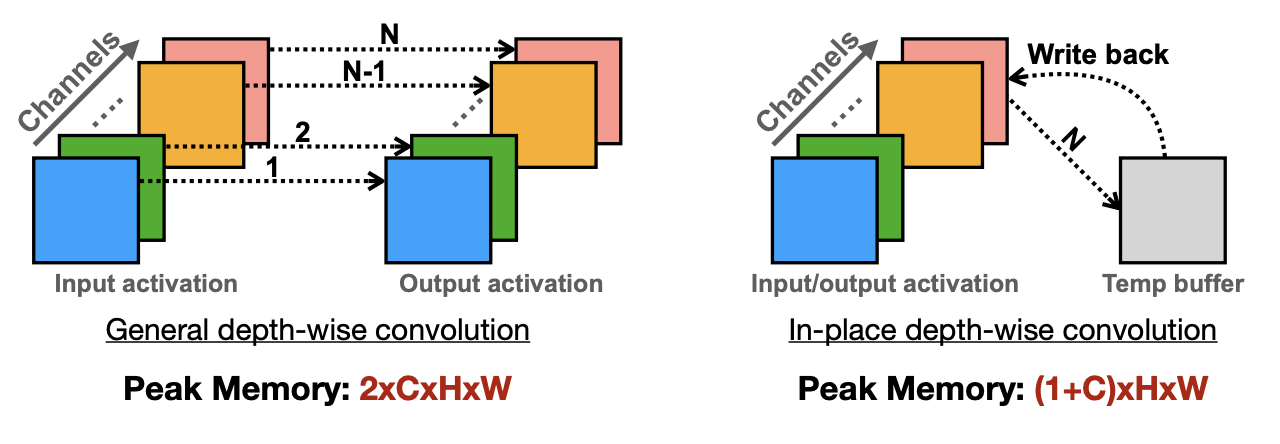 Channels
N
N-1
2
1
Input activation
Output activation
General depth-wise convolution
Peak Memory: 2xCxHxW
Channels
Write back
N
Input/output activation
Temp buffer
In-place depth-wise convolution
Peak Memory: (1+C)xHxW